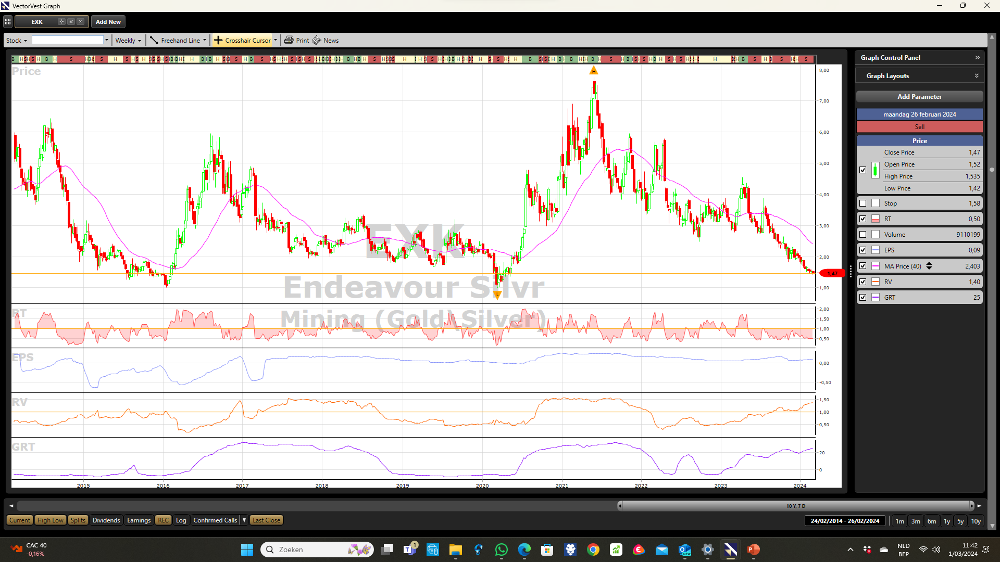 VectorVest Graph
EXK
Add New
Stock
Weekly
Freehand Line
Crosshair Cursor
Print
News
Price
H
8,00
7,00
6,00
5,00
4,00
3,00
2,00
1,47
1,00
L
EXK
Endeavour Silvr
Mining (Gold\Silver)
RT
2,00
1,50
1,00
0,50
EPS
0,00
-0,50
RV
1,50
1,00
0,50
GRT
20
0
2015 2016 2017 2018 2019 2020 2021 2022 2023 2024
Graph Control Panel
Graph Layouts
Add Parameter
maandag 26 februari 2024
Sell
Price
Close Price 1,47
Open Price 1,52
High Price 1,535
Low Price 1,42
Stop 1,58
RT 0,50
Volume 9110199
EPS 0,09
MA Price (40) 2,403
RV 1,40
GRT 25
10 Y, 7 D
Current High Low Splits Dividends Earnings REC Log Confirmed Calls Last Close
24/02/2014 - 26/02/2024 1m 3m 6m 1y 5y 10y
CAC 40
-0,16%
Zoeken
1
NLD
BEP
11:42
1/03/2024